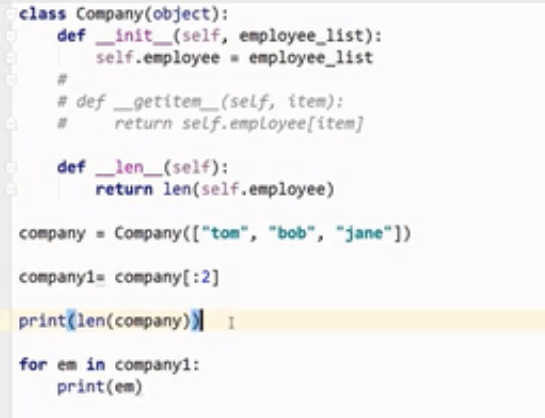 class Company(object):
    def __init__(self, employee_list):
        self.employee = employee_list
    #
    # def __getitem__(self, item):
    #     return self.employee[item]
    def __len__(self):
        return len(self.employee)
company = Company(["tom", "bob", "jane"])
company1= company[:2]
print(len(company))
for em in company1:
    print(em)